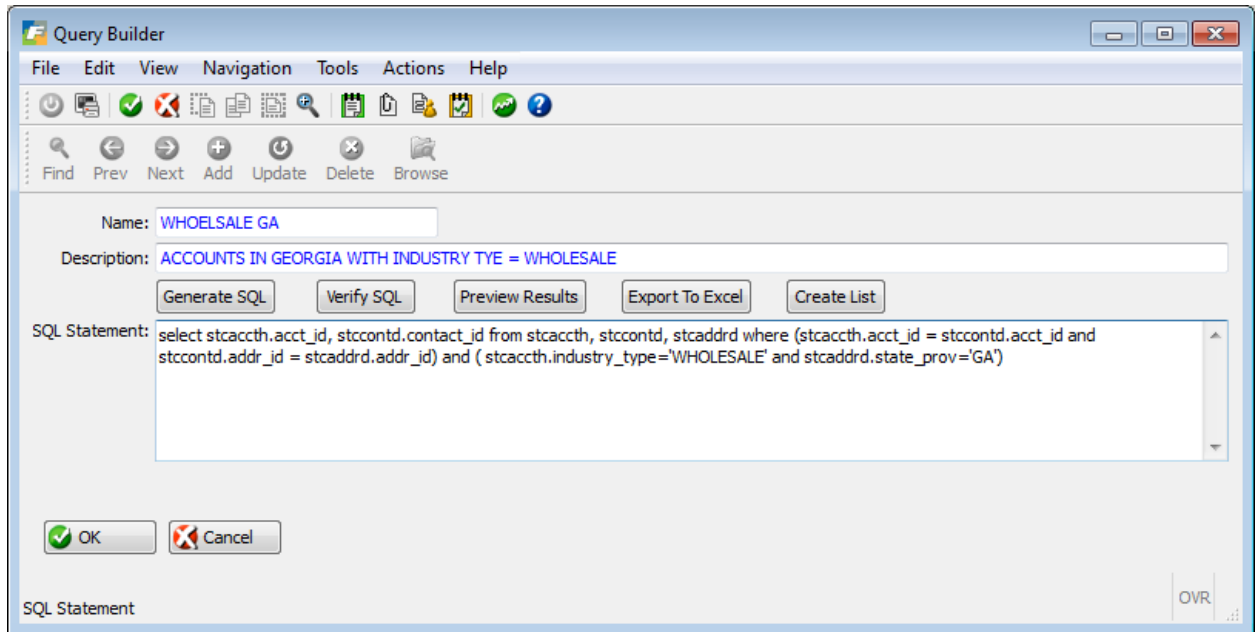 Query Builder
File Edit View Navigation Tools Actions Help
Find Prev Next Add Update Delete Browse
Name: WHOELSALE GA
Description: ACCOUNTS IN GEORGIA WITH INDUSTRY TYE = WHOLESALE
Generate SQL Verify SQL Preview Results Export To Excel Create List
SQL Statement: select stcaccth.acct_id, stccontd.contact_id from stcaccth, stccontd, stcaddrd where (stcaccth.acct_id = stccontd.acct_id and
stccontd.addr_id = stcaddrd.addr_id) and ( stcaccth.industry_type='WHOLESALE' and stcaddrd.state_prov='GA')
OK Cancel
OVR
SQL Statement